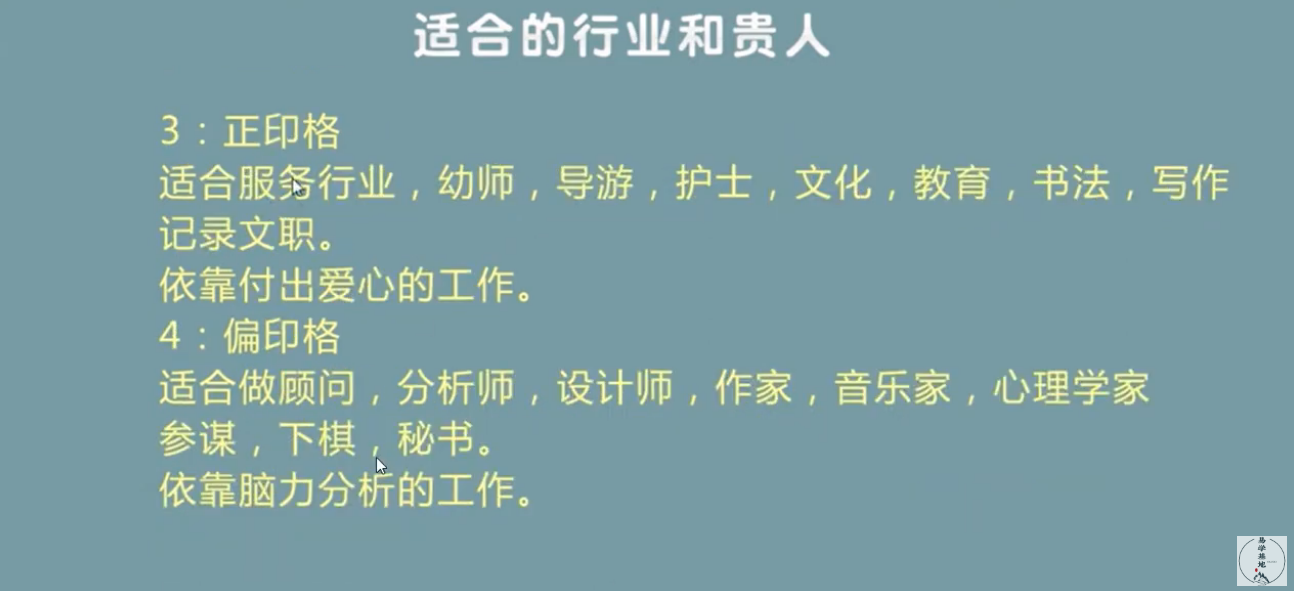 适合的行业和贵人
3：正印格
适合服务行业，幼师，导游，护士，文化，教育，书法，写作
记录文职。
依靠付出爱心的工作。
4：偏印格
适合做顾问，分析师，设计师，作家，音乐家，心理学家
参谋，下棋，秘书。
依靠脑力分析的工作。
易学基地